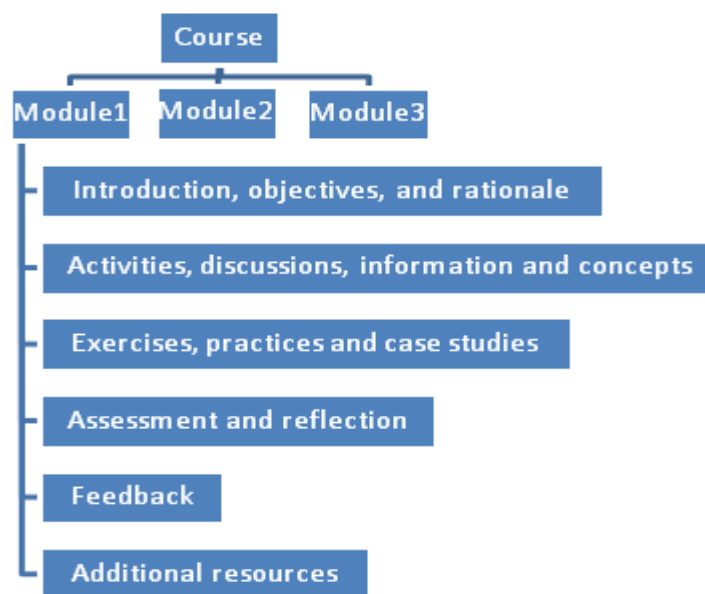 Course
Module1
Module2
Module3
Introduction, objectives, and rationale
Activities, discussions, information and concepts
Exercises, practices and case studies
Assessment and reflection
Feedback
Additional resources